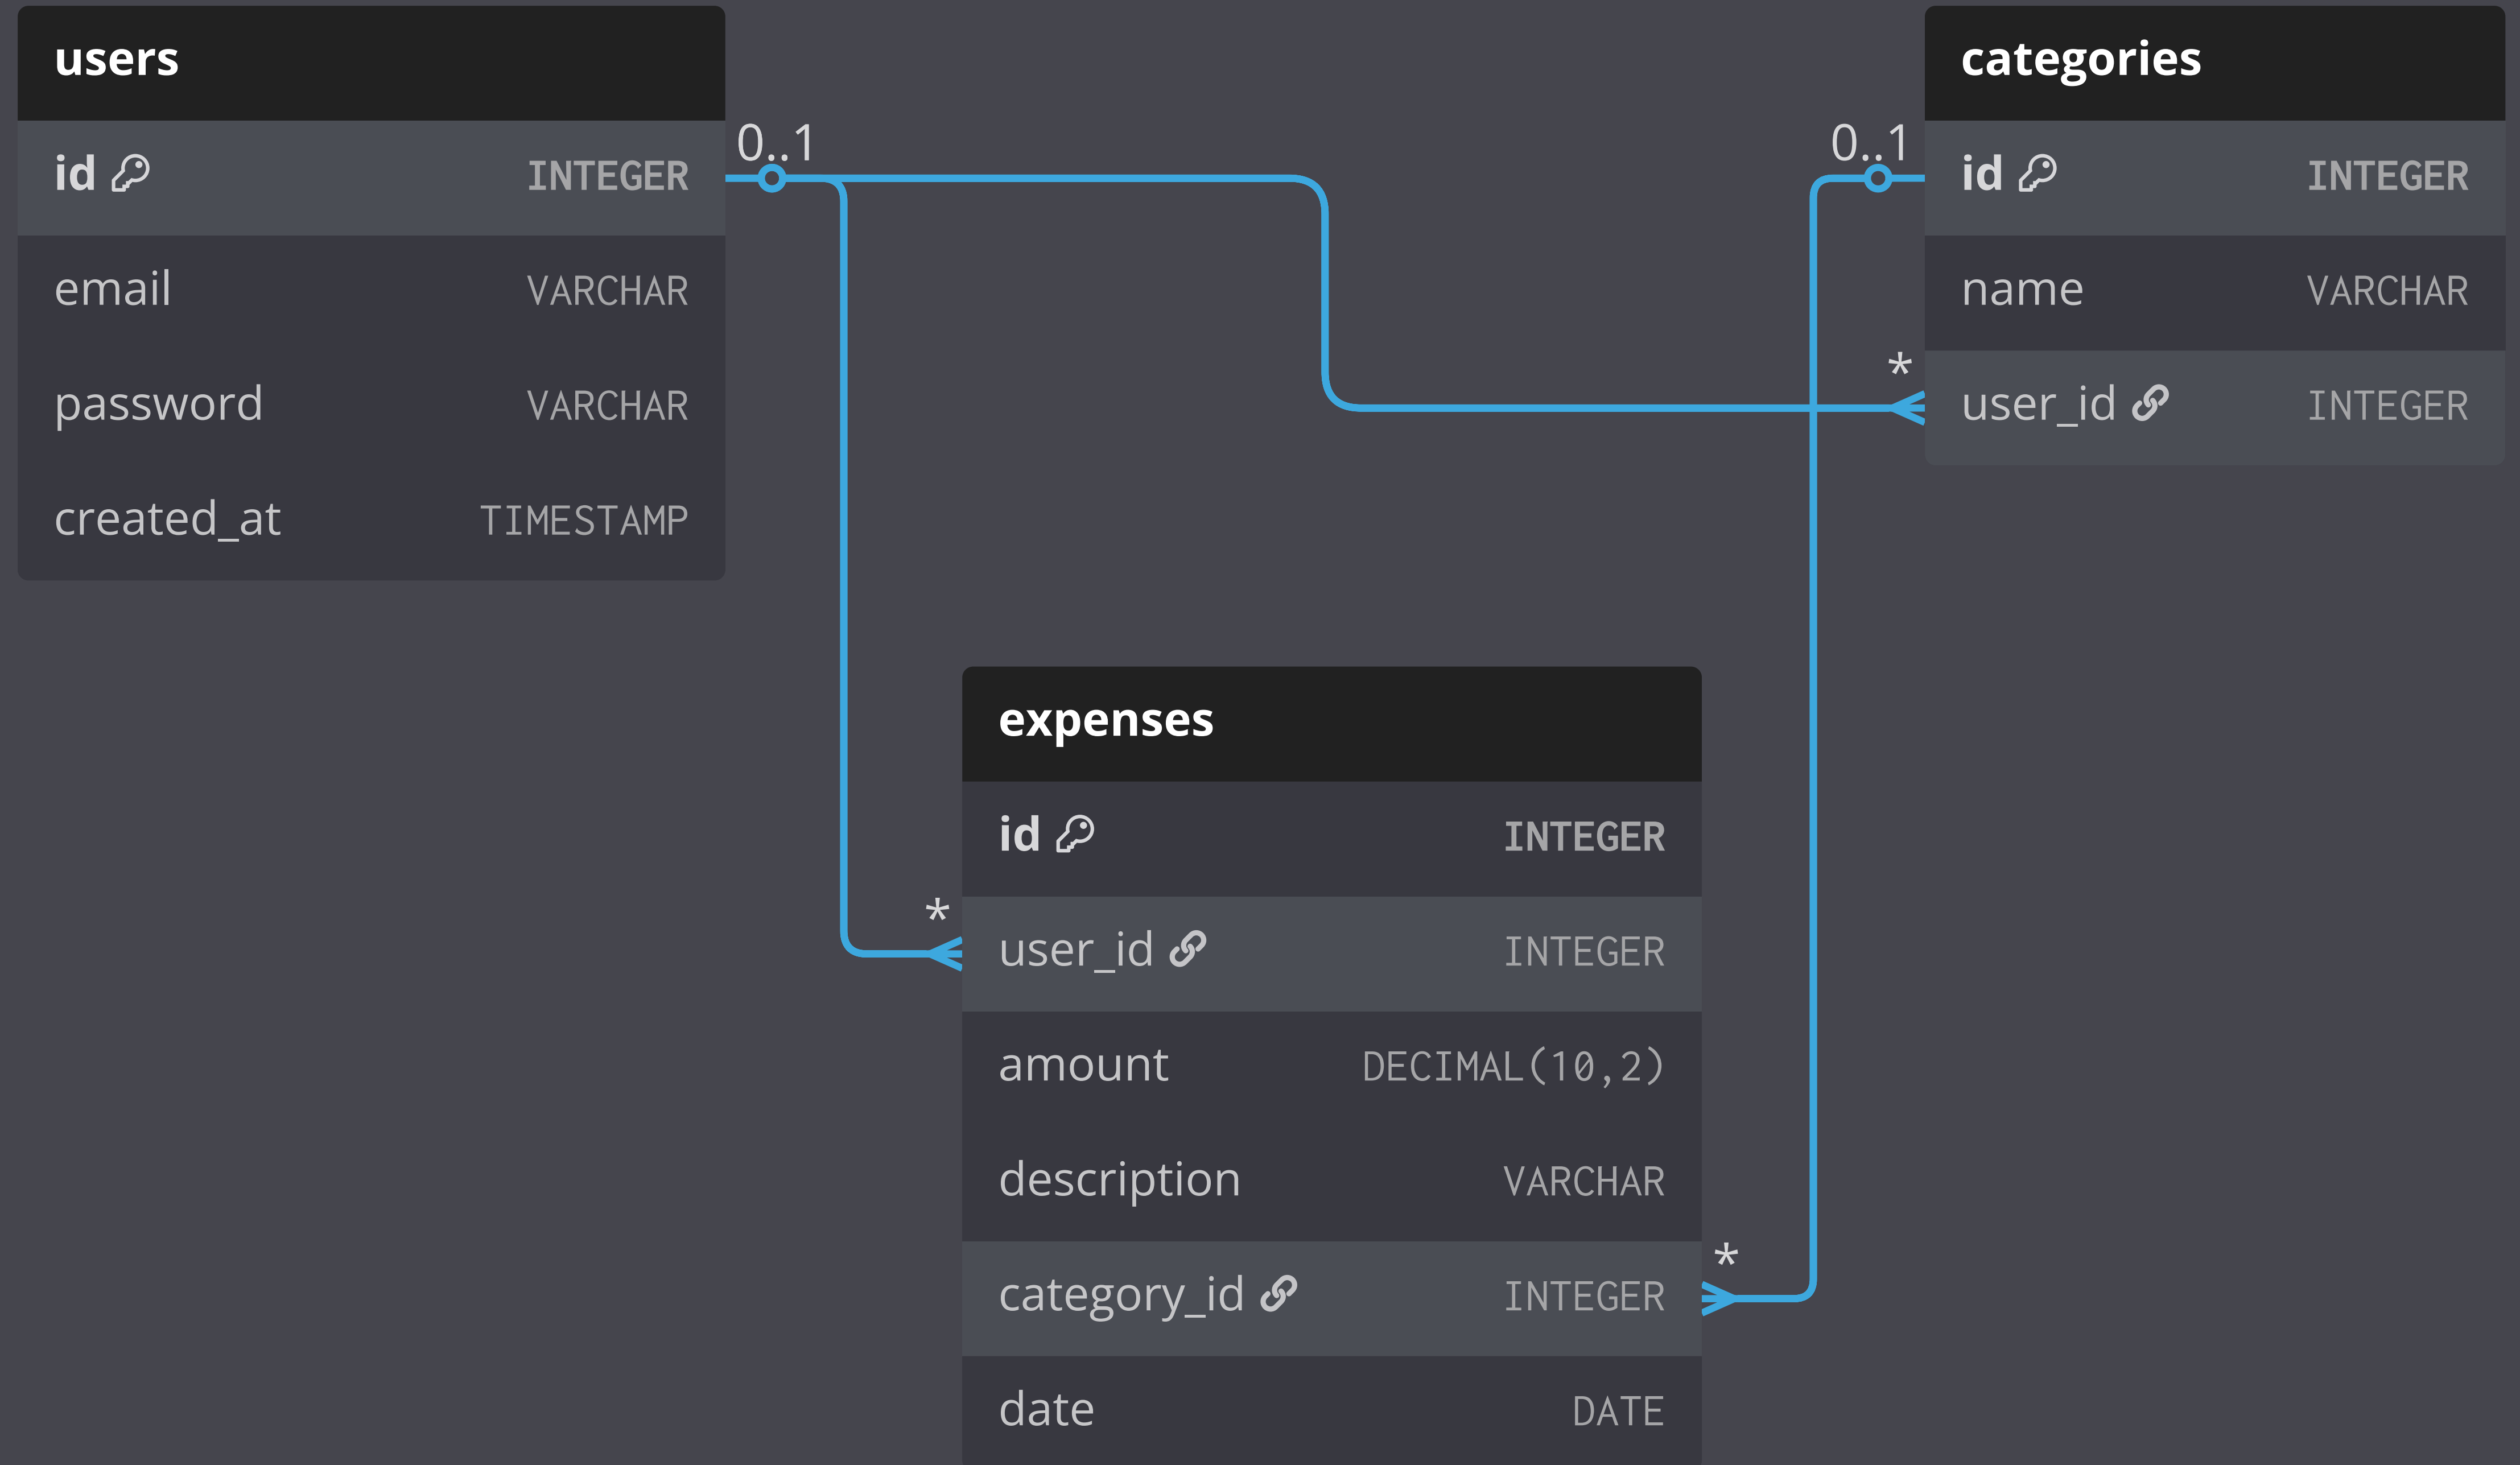 users
id INTEGER
email VARCHAR
password VARCHAR
created_at TIMESTAMP
0..1
0..1
categories
id INTEGER
name VARCHAR
*
user_id INTEGER
expenses
id INTEGER
*
user_id INTEGER
amount DECIMAL(10,2)
description VARCHAR
*
category_id INTEGER
date DATE